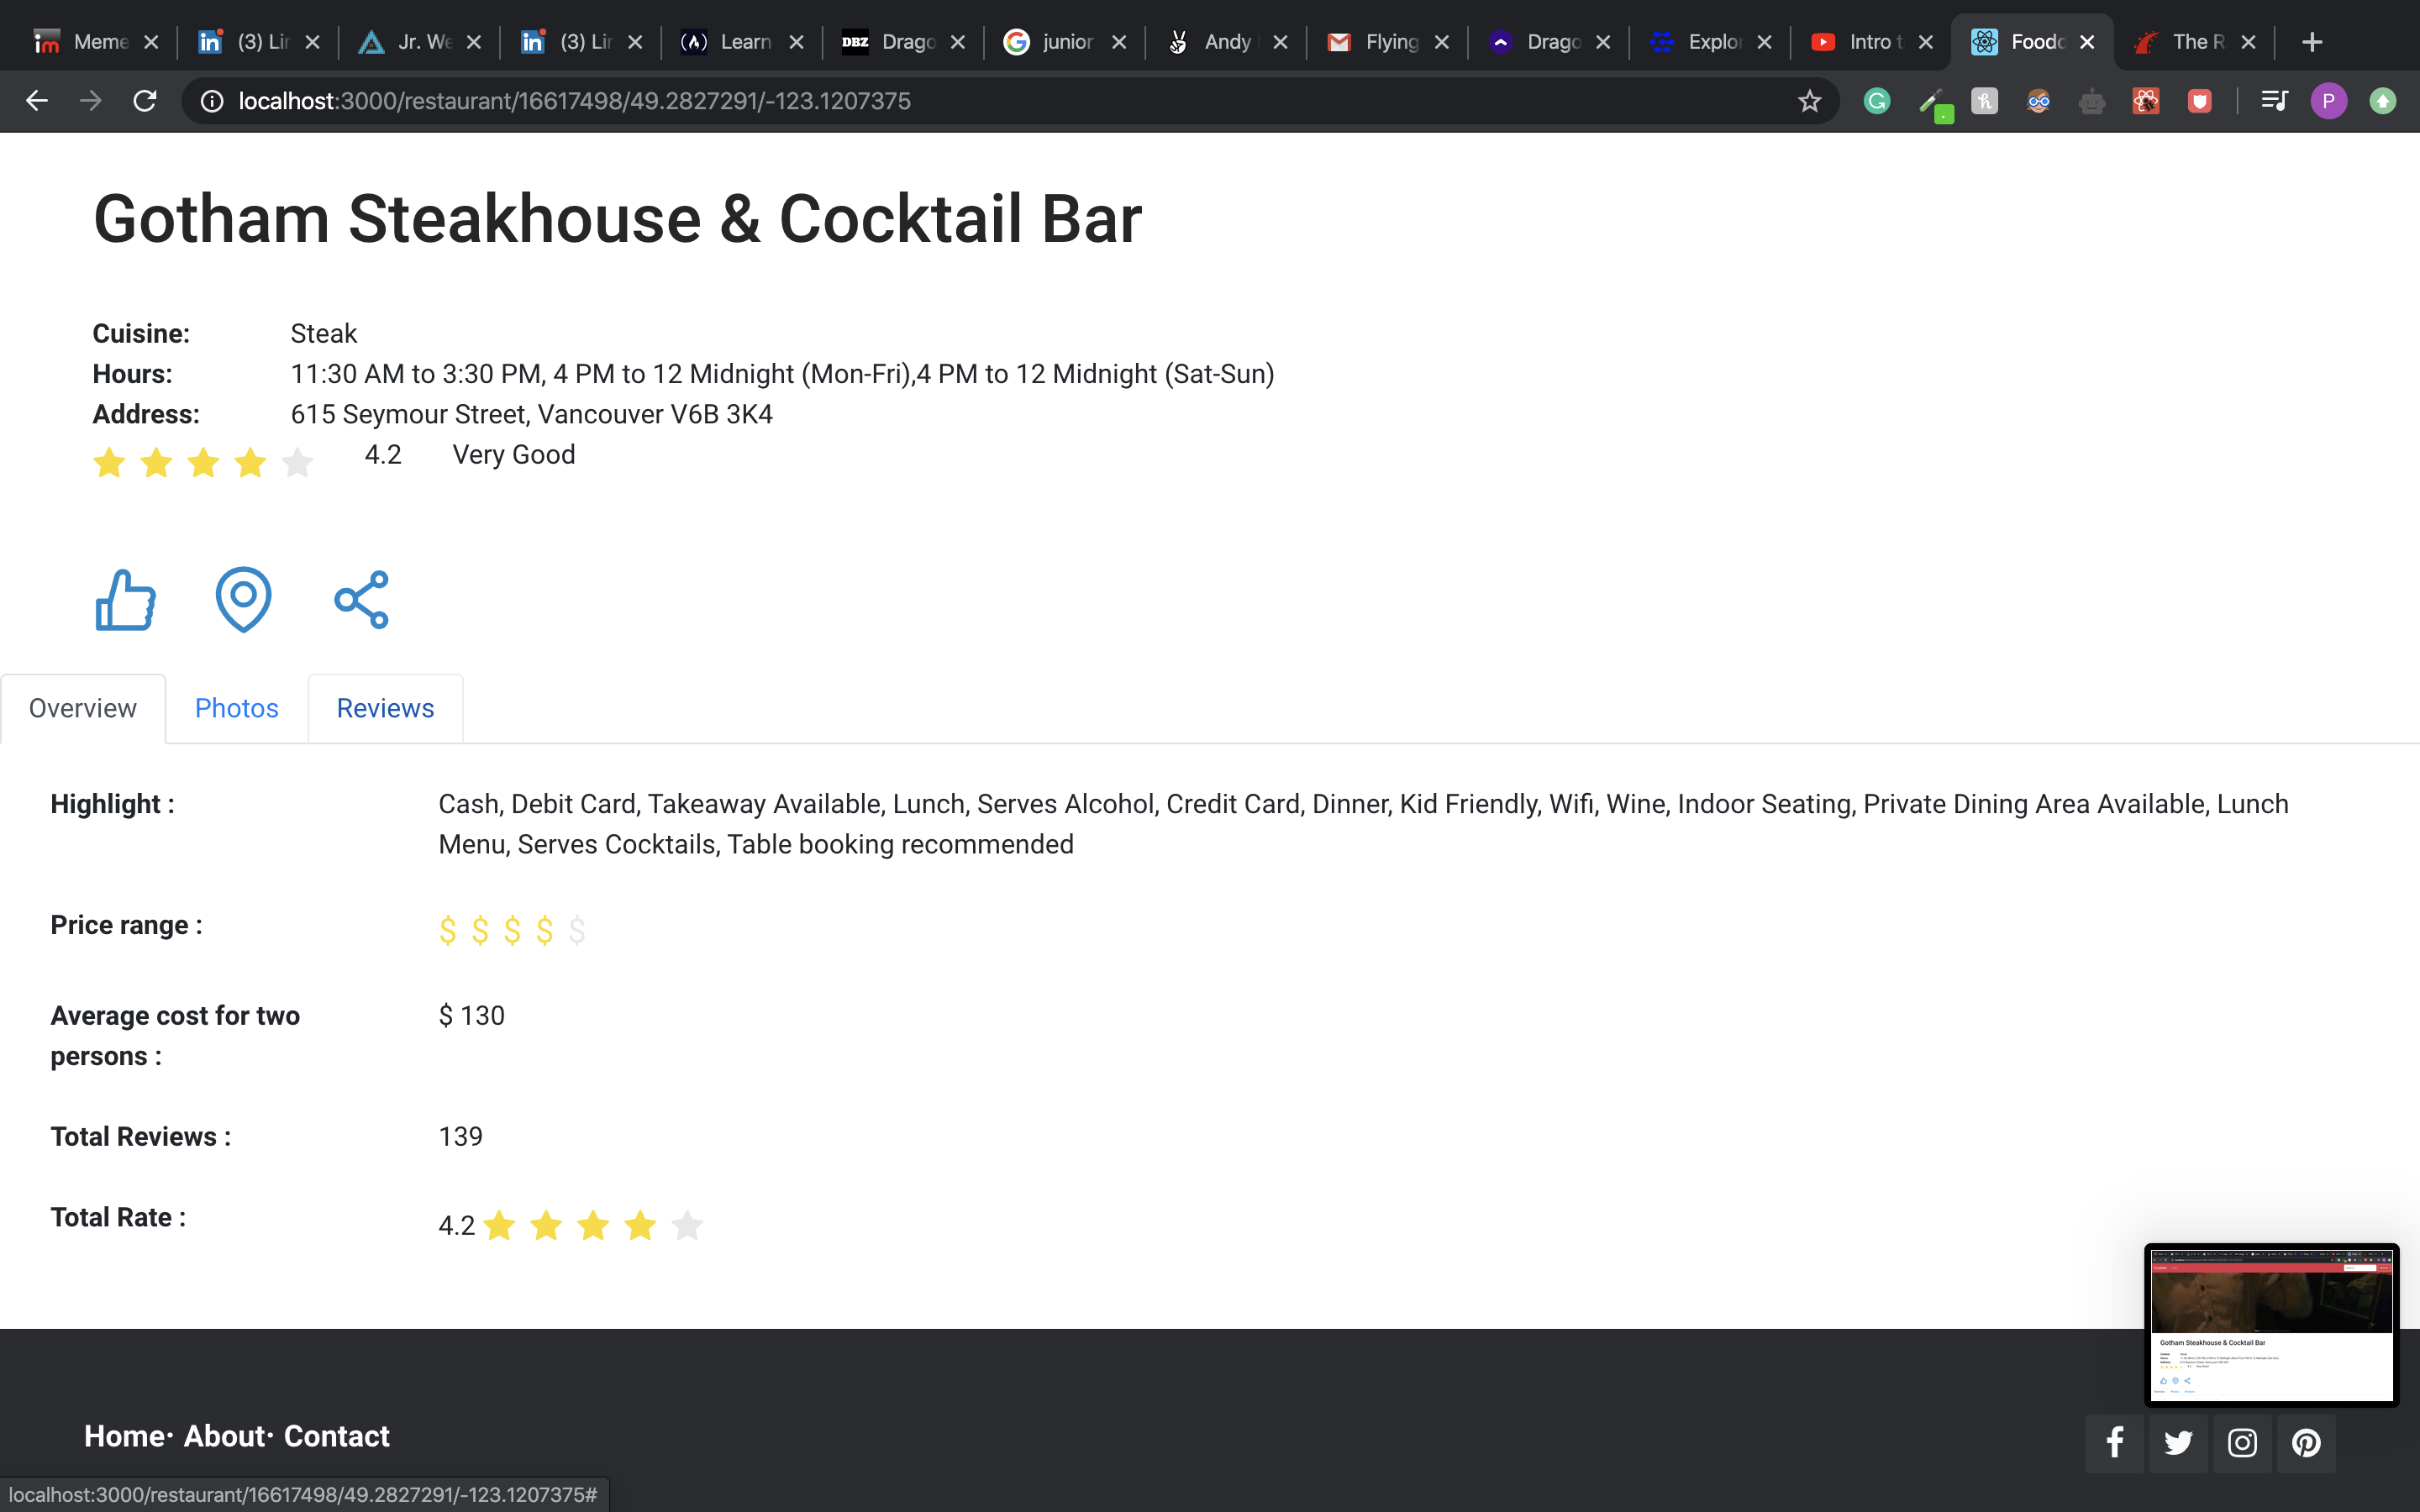 im Meme in (3) Lir Jr. We in (3) Lir Learn DBZ Drago junior Andy Flying Drago Explor Intro t Foodc The R
localhost:3000/restaurant/16617498/49.2827291/-123.1207375 P
Gotham Steakhouse & Cocktail Bar
Cuisine: Steak
Hours: 11:30 AM to 3:30 PM, 4 PM to 12 Midnight (Mon-Fri),4 PM to 12 Midnight (Sat-Sun)
Address: 615 Seymour Street, Vancouver V6B 3K4
4.2 Very Good
Overview Photos Reviews
Highlight : Cash, Debit Card, Takeaway Available, Lunch, Serves Alcohol, Credit Card, Dinner, Kid Friendly, Wifi, Wine, Indoor Seating, Private Dining Area Available, Lunch
Menu, Serves Cocktails, Table booking recommended
Price range : $ $ $ $ $
Average cost for two $ 130
persons :
Total Reviews : 139
Total Rate : 4.2
Gotham Steakhouse & Cocktail Bar
Home· About· Contact
localhost:3000/restaurant/16617498/49.2827291/-123.1207375#